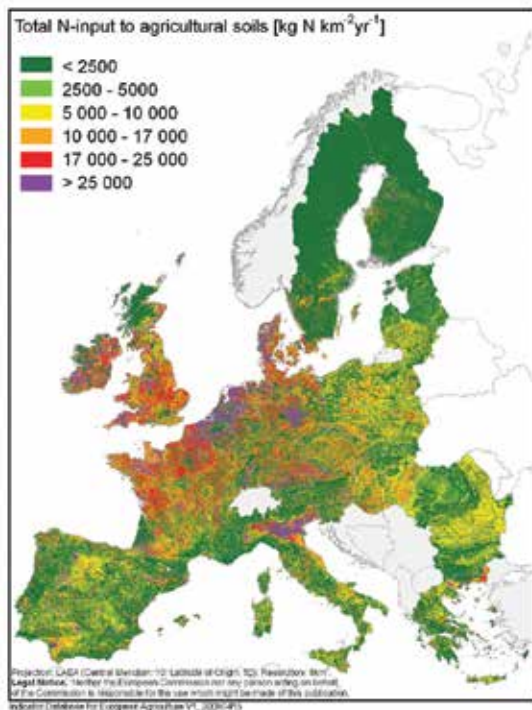 Total N-input to agricultural soils [kg N km⁻²yr⁻¹]
< 2500
2500 - 5000
5 000 - 10 000
10 000 - 17 000
17 000 - 25 000
> 25 000
Projection: LAEA (Central Meridian: 10; Latitude of Origin: 52). Resolution:
Legal Notice: Neither the European Commission nor any person acting on behalf
of the Commission is responsible for the use which might be made of this publication.
Indicator Database for European Agriculture V1,